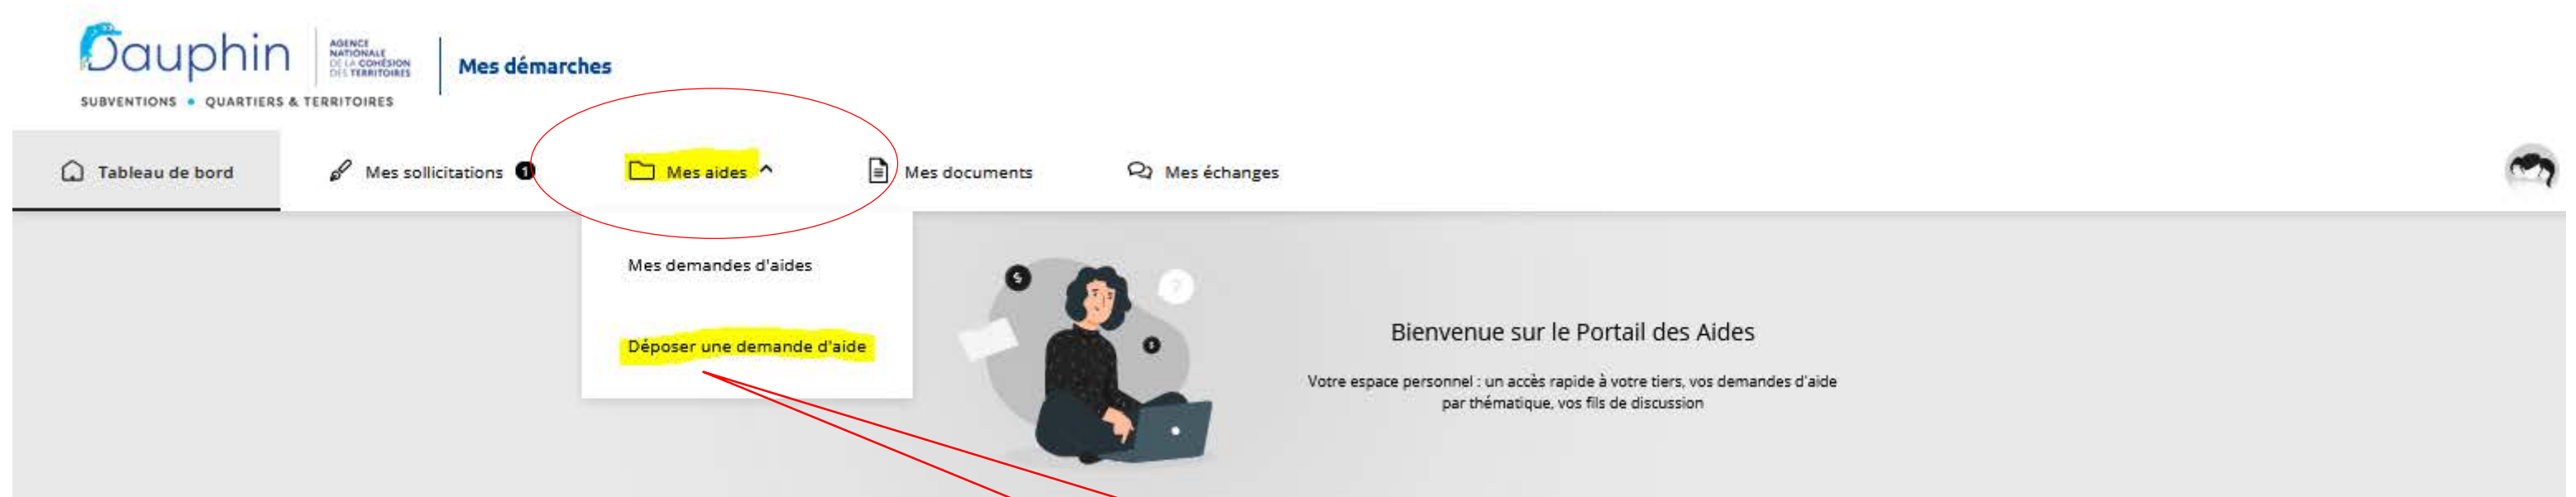 Dauphin
AGENCE
NATIONALE
DE LA COHÉSION
DES TERRITOIRES
Mes démarches
SUBVENTIONS • QUARTIERS & TERRITOIRES
Tableau de bord
Mes sollicitations 1
Mes aides
Mes documents
Mes échanges
Mes demandes d'aides
Déposer une demande d'aide
$
?
$
Bienvenue sur le Portail des Aides
Votre espace personnel : un accès rapide à votre tiers, vos demandes d'aide
par thématique, vos fils de discussion